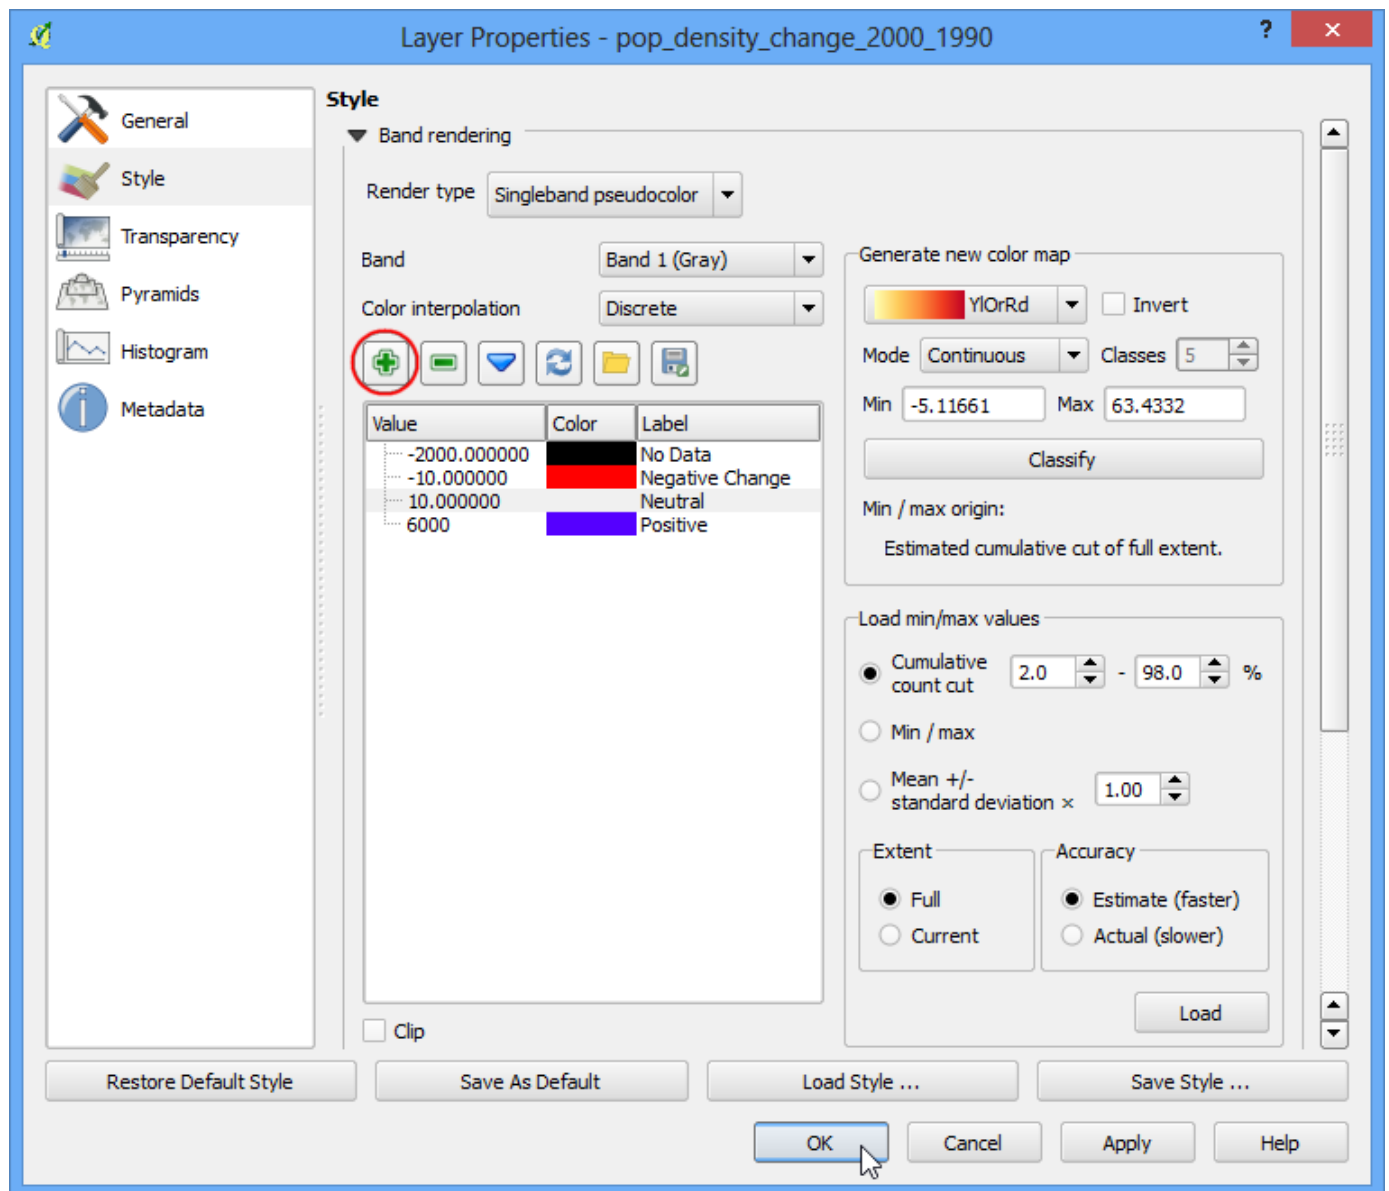 Layer Properties - pop_density_change_2000_1990
?
General
Style
Transparency
Pyramids
Histogram
Metadata
Style
Band rendering
Render type Singleband pseudocolor
Band Band 1 (Gray)
Color interpolation Discrete
Value Color Label
-2000.000000 No Data
-10.000000 Negative Change
10.000000 Neutral
6000 Positive
Clip
Generate new color map
YlOrRd Invert
Mode Continuous Classes 5
Min -5.11661 Max 63.4332
Classify
Min / max origin:
Estimated cumulative cut of full extent.
Load min/max values
Cumulative
count cut 2.0 - 98.0 %
Min / max
Mean +/-
standard deviation × 1.00
Extent
Full
Current
Accuracy
Estimate (faster)
Actual (slower)
Load
Restore Default Style Save As Default Load Style ... Save Style ...
OK Cancel Apply Help